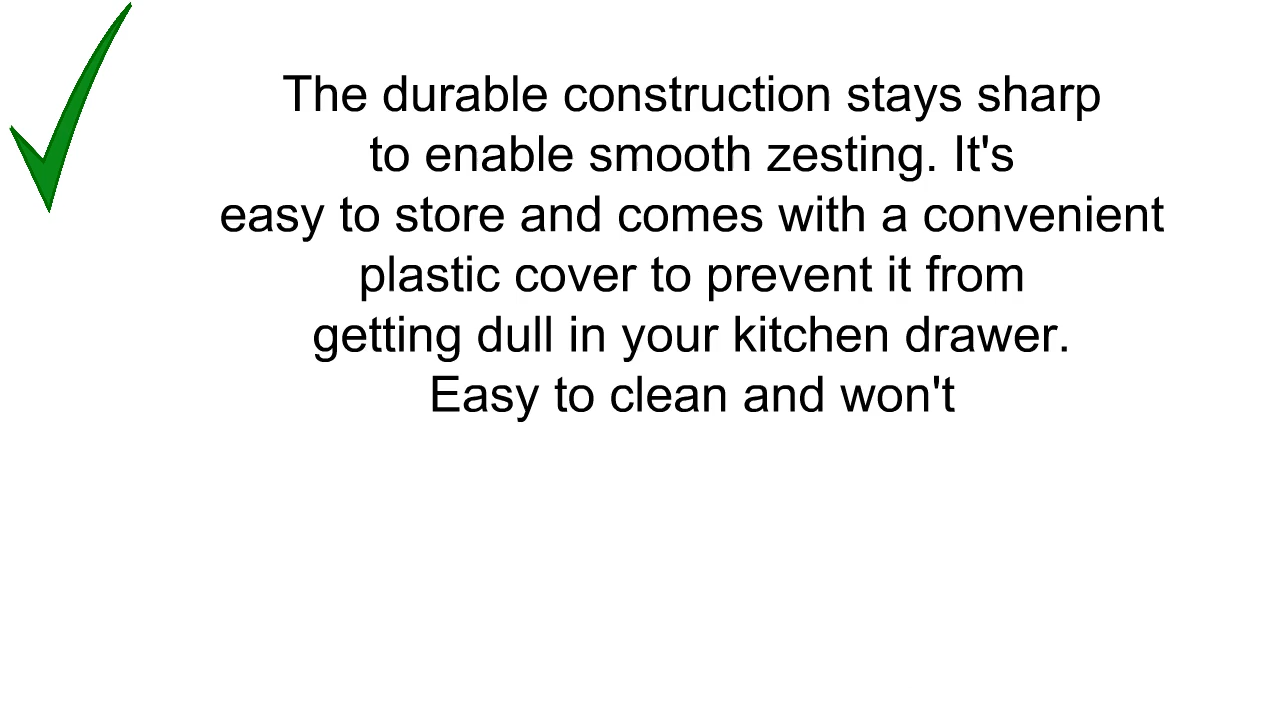 The durable construction stays sharp
to enable smooth zesting. It's
easy to store and comes with a convenient
plastic cover to prevent it from
getting dull in your kitchen drawer.
Easy to clean and won't